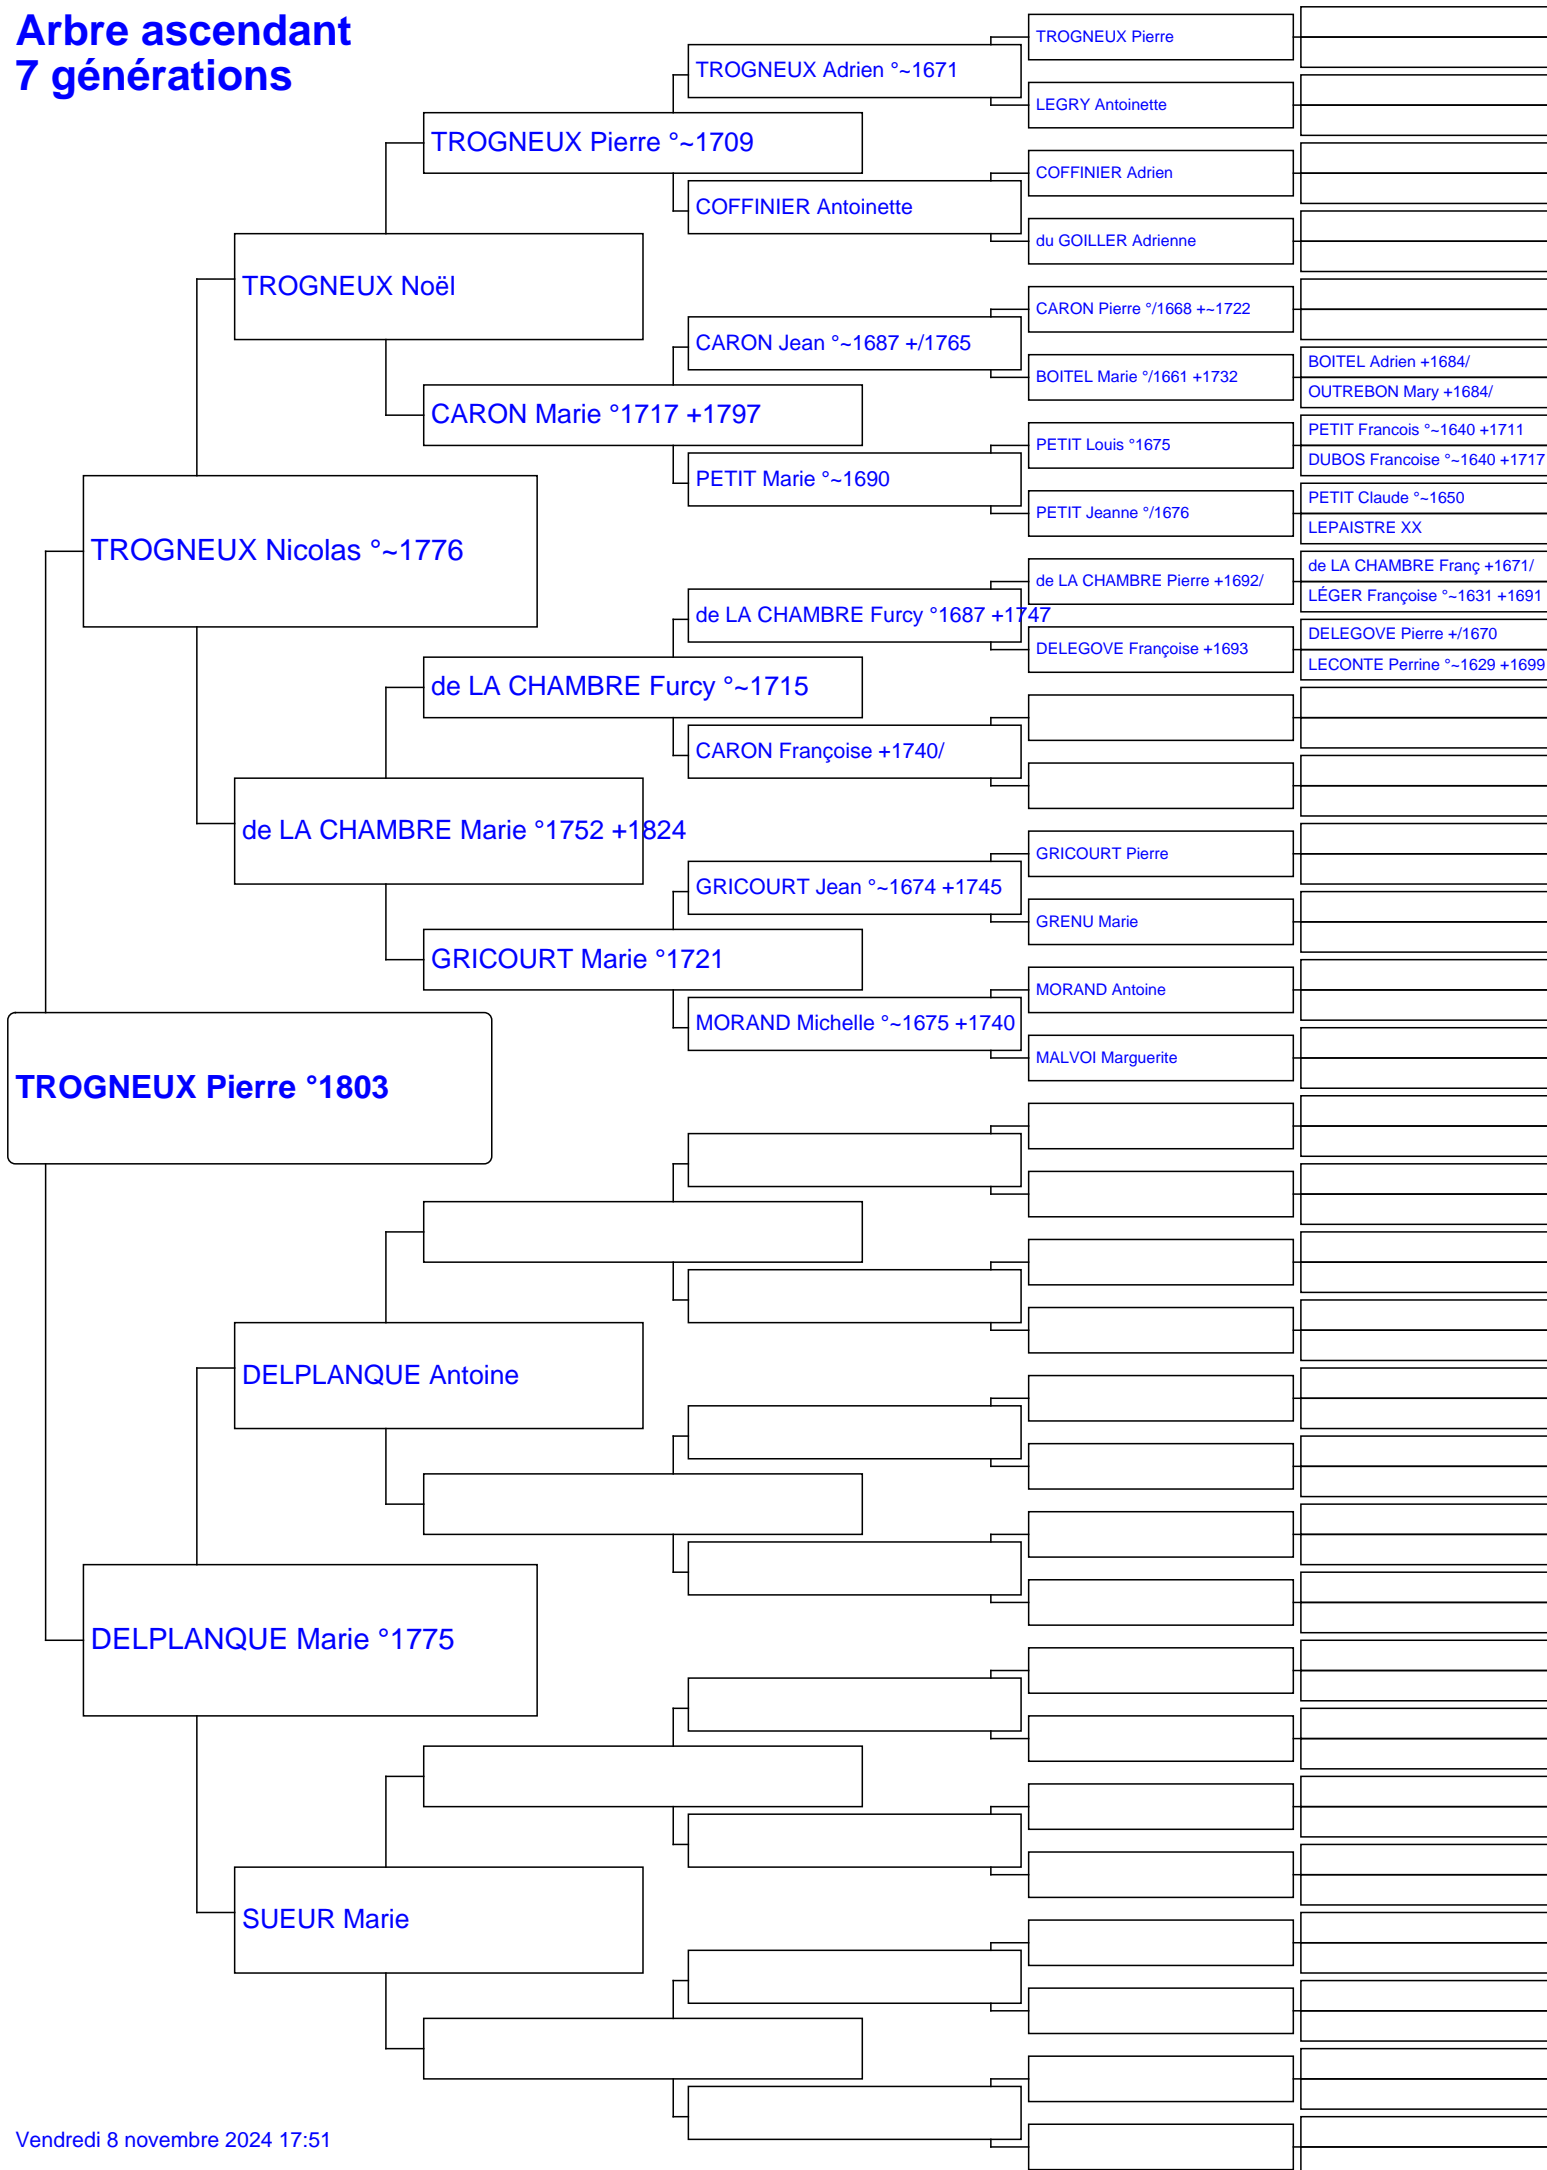 Arbre ascendant
7 générations
TROGNEUX Pierre °1803
TROGNEUX Nicolas °~1776
DELPLANQUE Marie °1775
TROGNEUX Noël
de LA CHAMBRE Marie °1752 +1824
DELPLANQUE Antoine
SUEUR Marie
TROGNEUX Pierre °~1709
CARON Marie °1717 +1797
de LA CHAMBRE Furcy °~1715
GRICOURT Marie °1721
TROGNEUX Adrien °~1671
COFFINIER Antoinette
CARON Jean °~1687 +/1765
PETIT Marie °~1690
de LA CHAMBRE Furcy °1687 +1747
CARON Françoise +1740/
GRICOURT Jean °~1674 +1745
MORAND Michelle °~1675 +1740
TROGNEUX Pierre
LEGRY Antoinette
COFFINIER Adrien
du GOILLER Adrienne
CARON Pierre °/1668 +~1722
BOITEL Marie °/1661 +1732
PETIT Louis °1675
PETIT Jeanne °/1676
de LA CHAMBRE Pierre +1692/
DELEGOVE Françoise +1693
GRICOURT Pierre
GRENU Marie
MORAND Antoine
MALVOI Marguerite
BOITEL Adrien +1684/
OUTREBON Mary +1684/
PETIT Francois °~1640 +1711
DUBOS Francoise °~1640 +1717
PETIT Claude °~1650
LEPAISTRE XX
de LA CHAMBRE Franç +1671/
LÉGER Françoise °~1631 +1691
DELEGOVE Pierre +/1670
LECONTE Perrine °~1629 +1699
Vendredi 8 novembre 2024 17:51